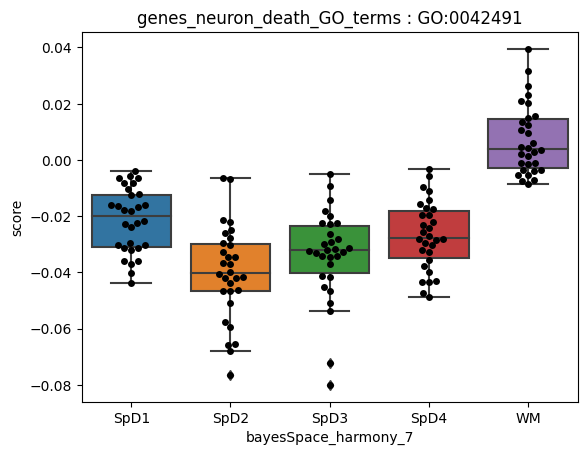 genes_neuron_death_GO_terms : GO:0042491
0.04
0.02
0.00
−0.02
−0.04
−0.06
−0.08
score
SpD1 SpD2 SpD3 SpD4 WM
bayesSpace_harmony_7